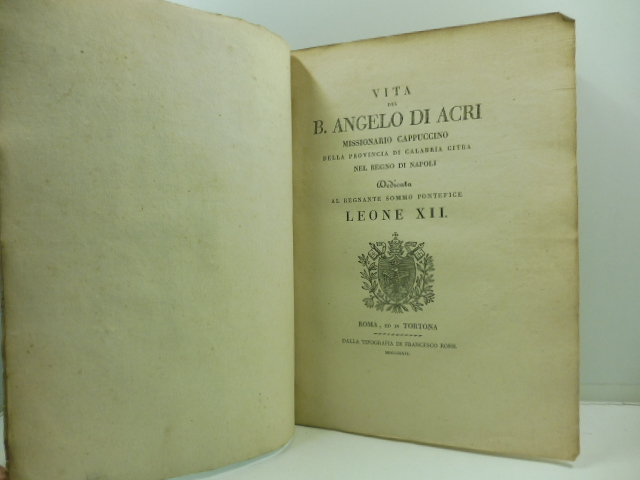 VITA
DEL
B. ANGELO DI ACRI
MISSIONARIO CAPPUCCINO
DELLA PROVINCIA DI CALABRIA CITRA
NEL REGNO DI NAPOLI
Dedicata
AL REGNANTE SOMMO PONTEFICE
LEONE XII.
ROMA, ED IN TORTONA
DALLA TIPOGRAFIA DI FRANCESCO ROSSI.